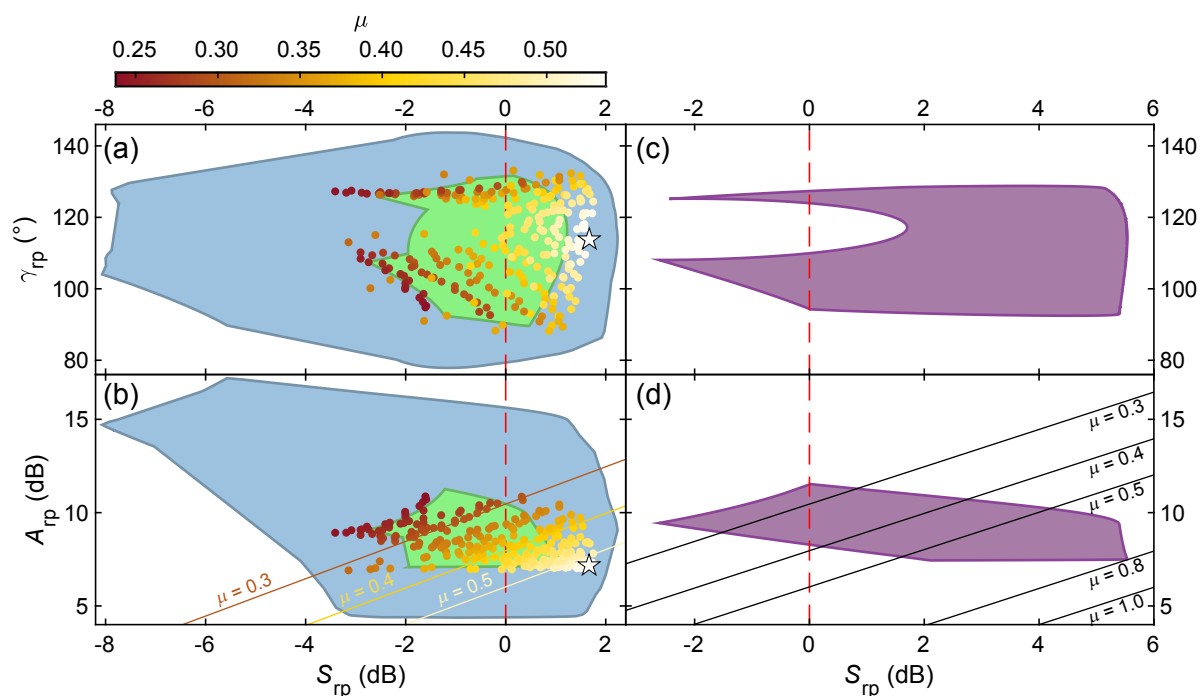 μ
0.25 0.30 0.35 0.40 0.45 0.50
-8 -6 -4 -2 0 2
-2 0 2 4 6
(a)
(c)
140
120
100
80
γrp (°)
140
120
100
80
(b)
(d)
15
10
5
Arp (dB)
μ = 0.3
μ = 0.4
μ = 0.5
μ = 0.3
μ = 0.4
μ = 0.5
μ = 0.8
μ = 1.0
15
10
5
-8 -6 -4 -2 0 2
-2 0 2 4 6
Srp (dB)
Srp (dB)